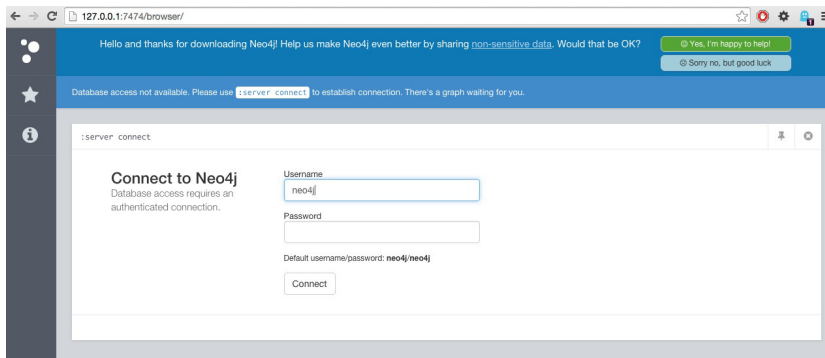 127.0.0.1:7474/browser/
Hello and thanks for downloading Neo4j! Help us make Neo4j even better by sharing non-sensitive data. Would that be OK?
☺ Yes, I'm happy to help!
☹ Sorry no, but good luck
Database access not available. Please use :server connect to establish connection. There's a graph waiting for you.
:server connect
Connect to Neo4j
Database access requires an
authenticated connection.
Username
neo4j
Password
Default username/password: neo4j/neo4j
Connect
1